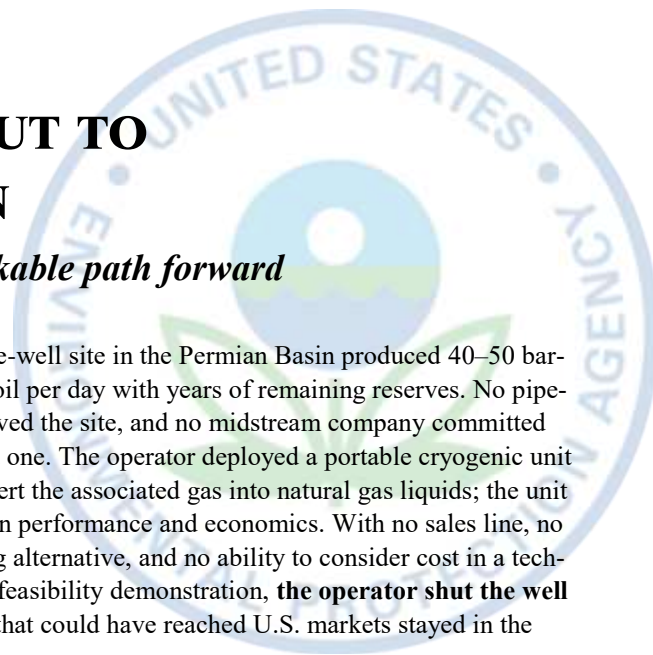 UT TO
N
kable path forward
e-well site in the Permian Basin produced 40–50 bar-
oil per day with years of remaining reserves. No pipe-
ved the site, and no midstream company committed
one. The operator deployed a portable cryogenic unit
ert the associated gas into natural gas liquids; the unit
n performance and economics. With no sales line, no
g alternative, and no ability to consider cost in a tech-
feasibility demonstration, the operator shut the well
that could have reached U.S. markets stayed in the
UNITED STATES
ENVIRONMENTAL PROTECTION AGENCY